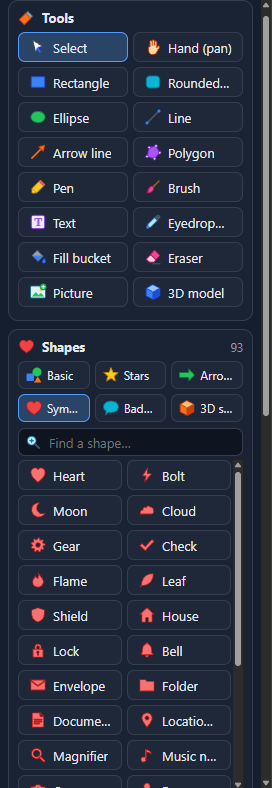 Tools
Select Hand (pan)
Rectangle Rounded...
Ellipse Line
Arrow line Polygon
Pen Brush
Text Eyedrop...
Fill bucket Eraser
Picture 3D model
Shapes 93
Basic Stars Arro...
Sym... Bad... 3D s...
Find a shape...
Heart Bolt
Moon Cloud
Gear Check
Flame Leaf
Shield House
Lock Bell
Envelope Folder
Docume... Locatio...
Magnifier Music n...